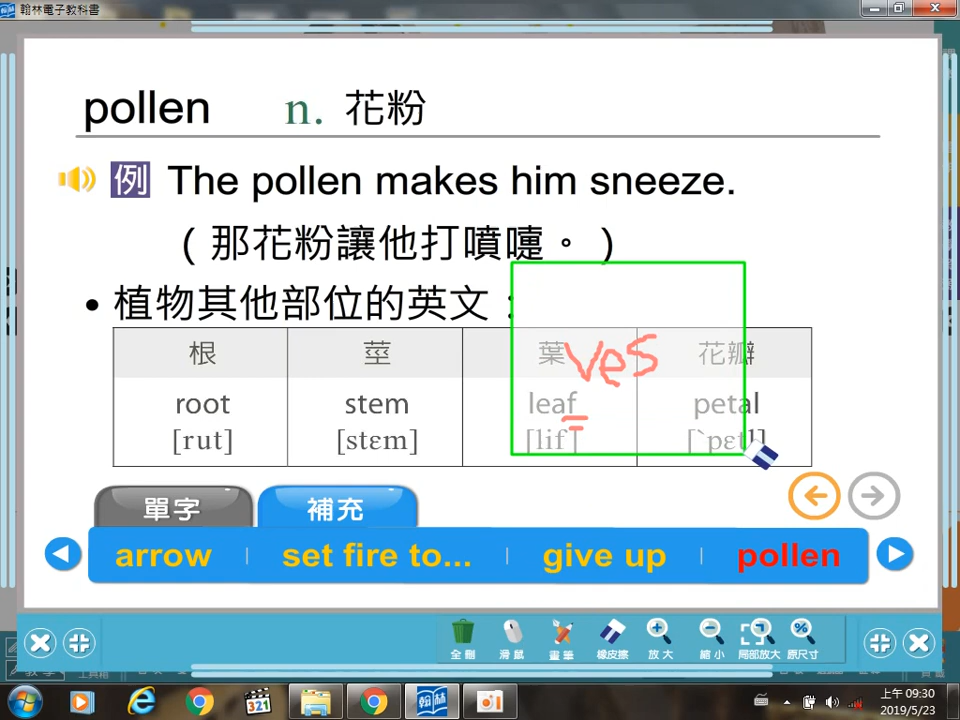 翰林電子教科書
pollen n. 花粉
例 The pollen makes him sneeze.
(那花粉讓他打噴嚏。)
• 植物其他部位的英文：
根 莖 葉 花瓣
ves
root stem leaf petal
[rut] [stɛm] [lif] [ˋpɛtl]
單字 補充
arrow set fire to... give up pollen
全刪 滑鼠 畫筆 橡皮擦 放大 縮小 局部放大 原尺寸
321 翰林
上午 09:30
2019/5/23